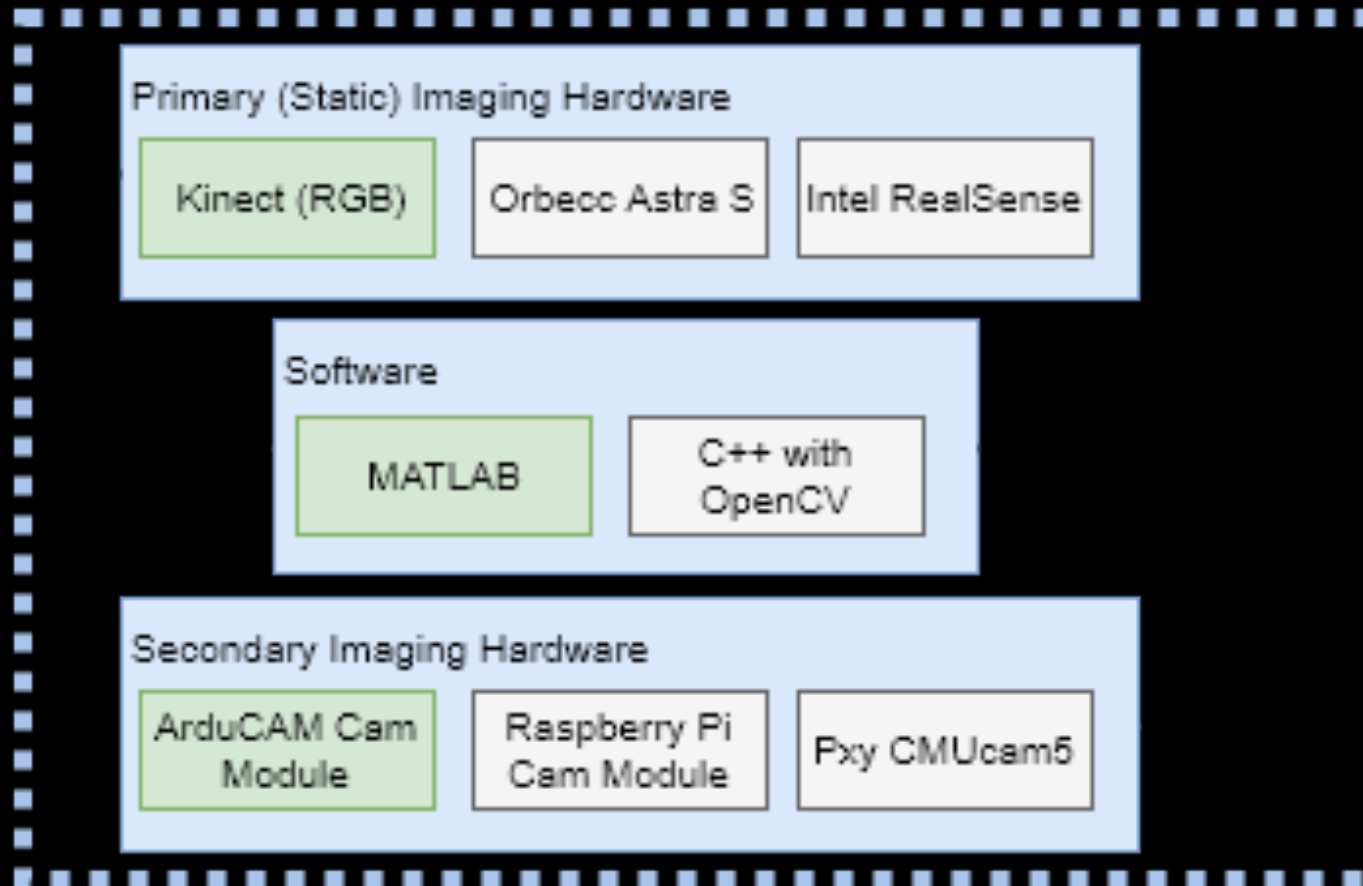 Primary (Static) Imaging Hardware
Kinect (RGB)
Orbecc Astra S
Intel RealSense
Software
MATLAB
C++ with
OpenCV
Secondary Imaging Hardware
ArduCAM Cam
Module
Raspberry Pi
Cam Module
Pxy CMUcam5